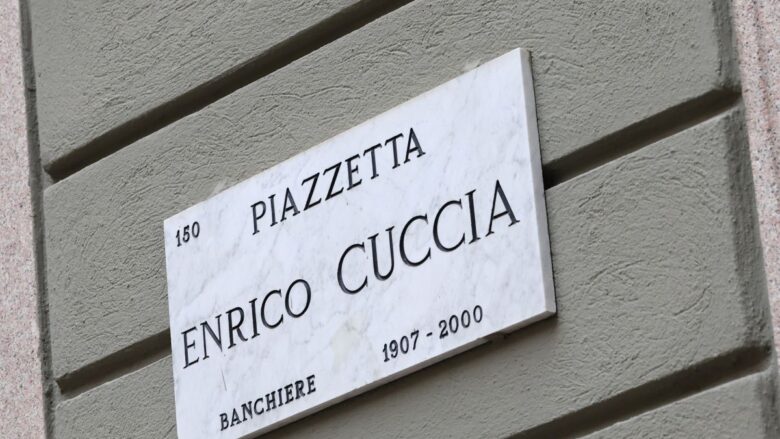 150
PIAZZETTA
ENRICO CUCCIA
BANCHIERE 1907 - 2000